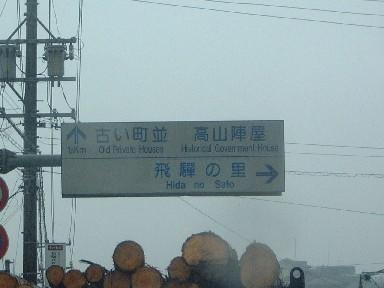 古い町並 高山陣屋
1km Old Private Houses Historical Government House
飛騨の里
Hida no Sato